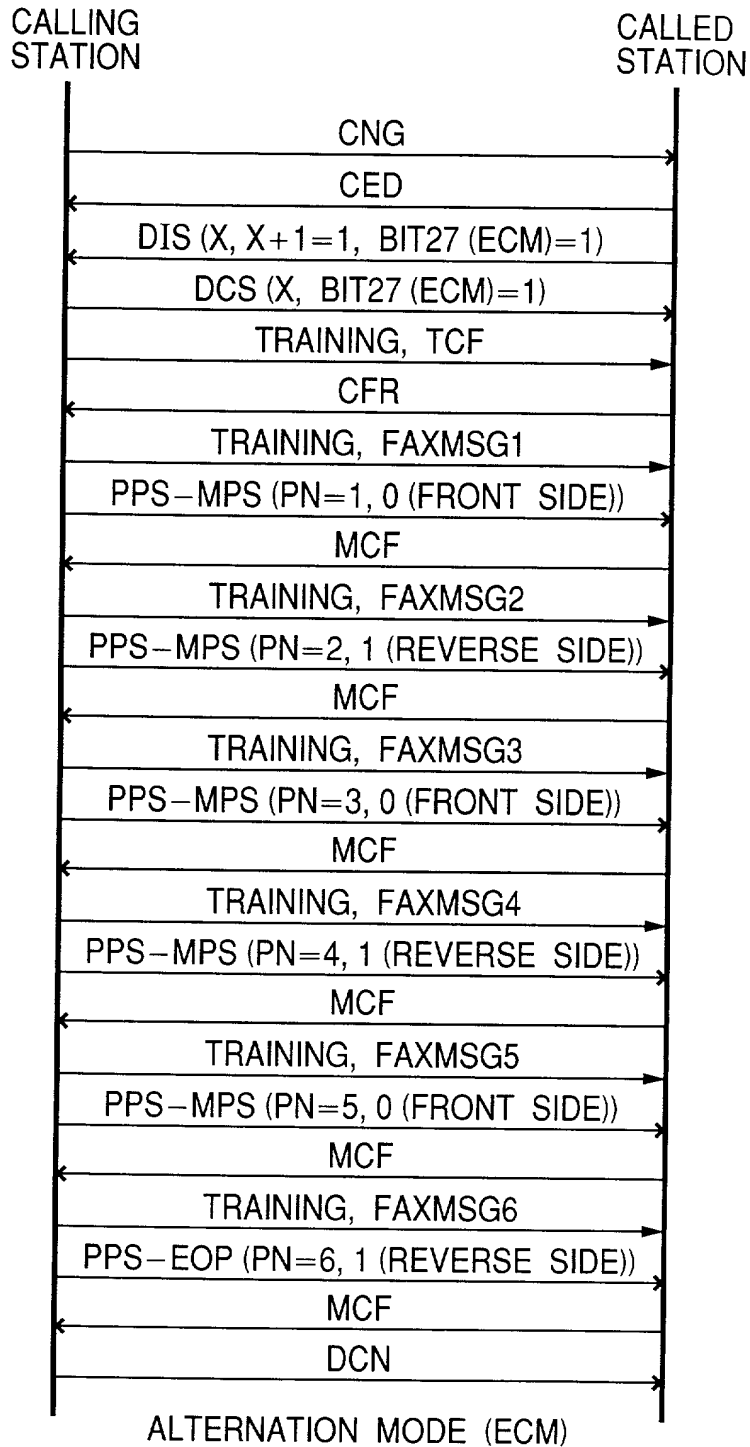 CALLING
STATION
CALLED
STATION
CNG
CED
DIS (X, X+1=1, BIT27 (ECM)=1)
DCS (X, BIT27 (ECM)=1)
TRAINING, TCF
CFR
TRAINING, FAXMSG1
PPS–MPS (PN=1, 0 (FRONT SIDE))
MCF
TRAINING, FAXMSG2
PPS–MPS (PN=2, 1 (REVERSE SIDE))
MCF
TRAINING, FAXMSG3
PPS–MPS (PN=3, 0 (FRONT SIDE))
MCF
TRAINING, FAXMSG4
PPS–MPS (PN=4, 1 (REVERSE SIDE))
MCF
TRAINING, FAXMSG5
PPS–MPS (PN=5, 0 (FRONT SIDE))
MCF
TRAINING, FAXMSG6
PPS–EOP (PN=6, 1 (REVERSE SIDE))
MCF
DCN
ALTERNATION MODE (ECM)